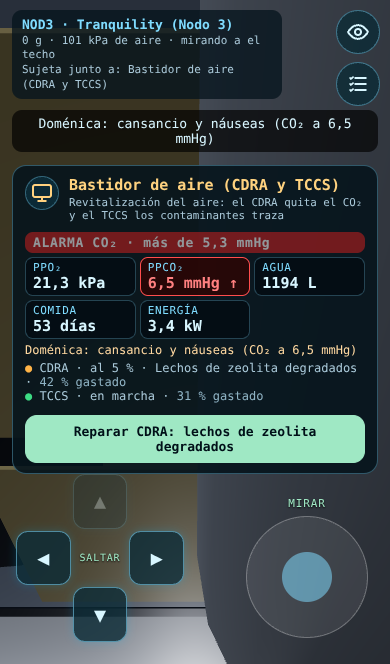 NOD3 · Tranquility (Nodo 3)
0 g · 101 kPa de aire · mirando a el
techo
Sujeta junto a: Bastidor de aire
(CDRA y TCCS)
Doménica: cansancio y náuseas (CO₂ a 6,5
mmHg)
Bastidor de aire (CDRA y TCCS)
Revitalización del aire: el CDRA quita el CO₂
y el TCCS los contaminantes traza
ALARMA CO₂ · más de 5,3 mmHg
PPO₂
21,3 kPa
PPCO₂
6,5 mmHg ↑
AGUA
1194 L
COMIDA
53 días
ENERGÍA
3,4 kW
Doménica: cansancio y náuseas (CO₂ a 6,5 mmHg)
● CDRA · al 5 % · Lechos de zeolita degradados
· 42 % gastado
● TCCS · en marcha · 31 % gastado
Reparar CDRA: lechos de zeolita
degradados
MIRAR
▲
◀ SALTAR ▶
▼